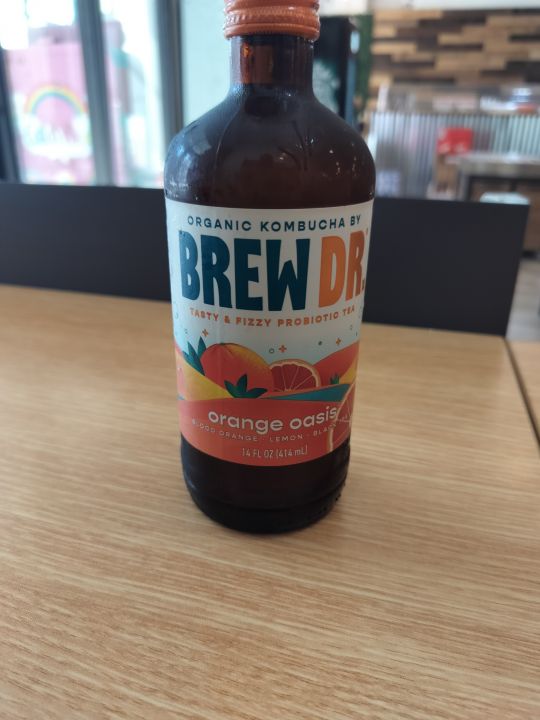 ORGANIC KOMBUCHA BY
BREW DR.
TASTY & FIZZY PROBIOTIC TEA
orange oasis
BLOOD ORANGE · LEMON ·
14 FL OZ (414 mL)